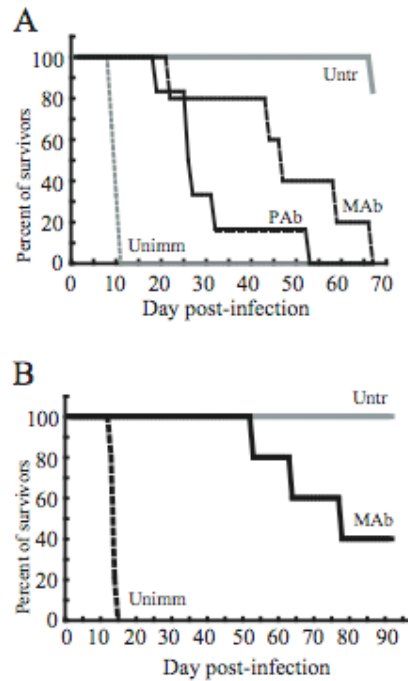 A
Percent of survivors
100
80
60
40
20
0
Untr
MAb
PAb
Unimm
0 10 20 30 40 50 60 70
Day post-infection
B
Percent of survivors
100
80
60
40
20
0
Untr
MAb
Unimm
0 10 20 30 40 50 60 70 80 90
Day post-infection